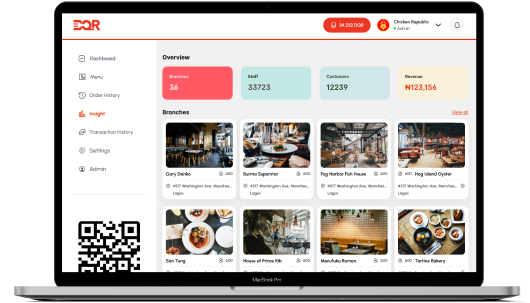 EQR
34,232 DQR
Chicken Republic
Admin
Dashboard
Menu
Order History
Insight
Transaction History
Settings
Admin
Overview
Branches
36
Staff
33723
Customers
12239
Revenue
₦123,156
Branches
View all
Gary Danko 600
4517 Washington Ave. Manches...
Lagos
Burma Superstar 600
4517 Washington Ave. Manches...
Lagos
Fog Harbor Fish House 600
4517 Washington Ave. Manches...
Lagos
600 Hog Island Oyster
4517 Washington Ave. Manches...
Lagos
San Tung 600
House of Prime Rib 600
Marufuku Ramen 600
600 Tartine Bakery
MacBook Pro